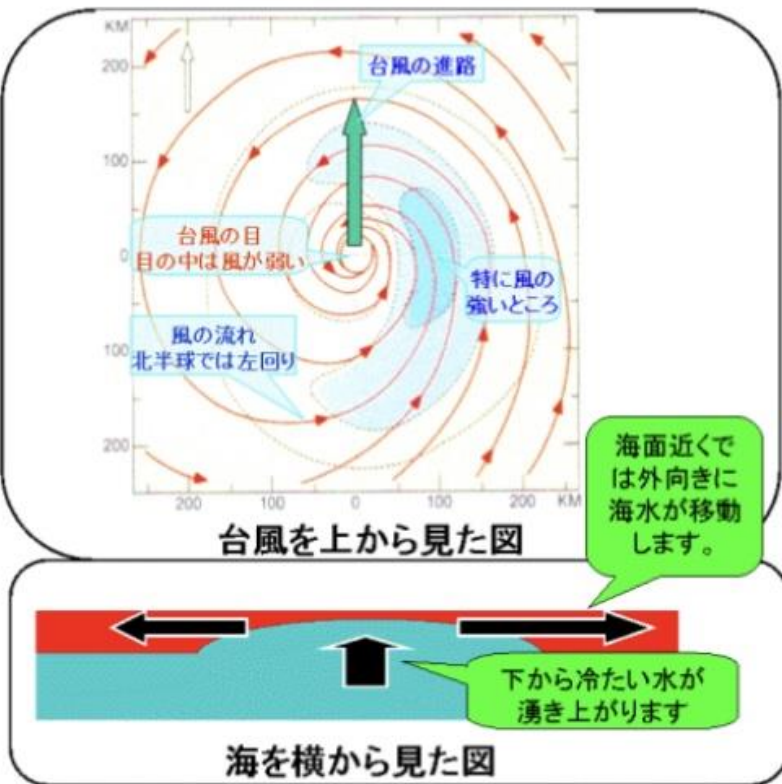 KM
200
100
0
100
200
台風の進路
台風の目
目の中は風が弱い
特に風の
強いところ
風の流れ
北半球では左回り
200
100
0
100
200
KM
台風を上から見た図
海面近くで
は外向きに
海水が移動
します。
下から冷たい水が
湧き上がります
海を横から見た図